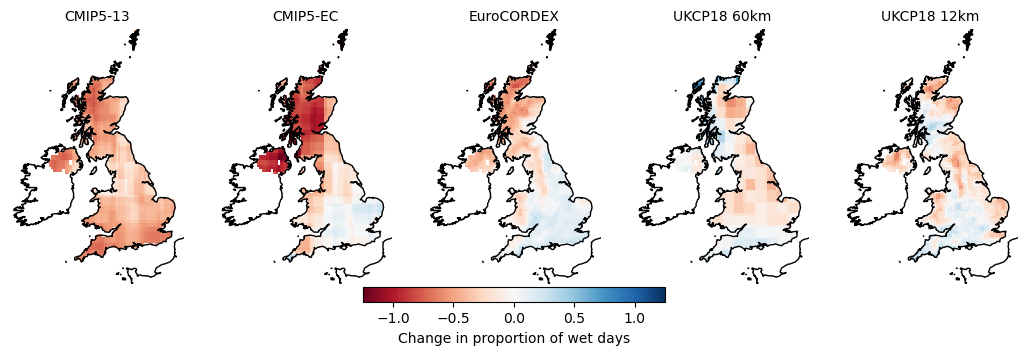 CMIP5-13 CMIP5-EC EuroCORDEX UKCP18 60km UKCP18 12km
−1.0 −0.5 0.0 0.5 1.0
Change in proportion of wet days